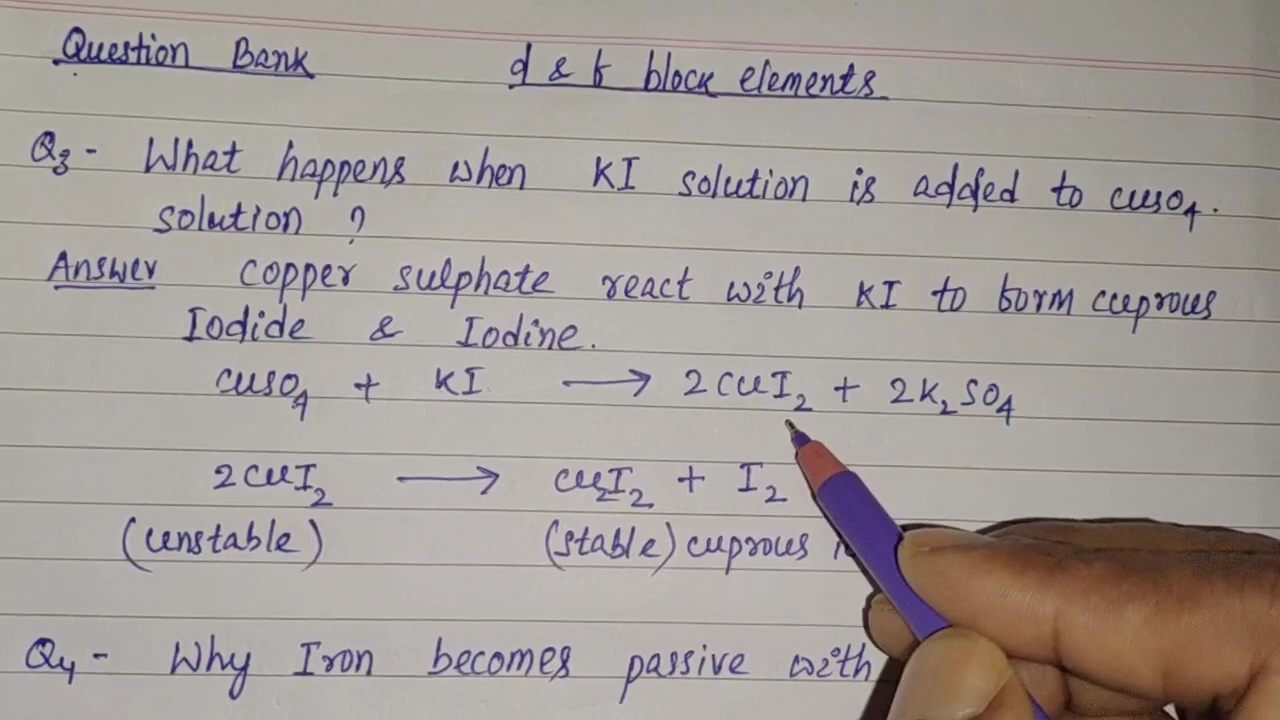 Question Bank d & f block elements
Q3 - What happens when KI solution is added to CuSO4.
solution ?
Answer Copper sulphate react with KI to form cuprous
Iodide & Iodine.
CuSO4 + KI ⟶ 2CuI2 + 2K2SO4
2CuI2 ⟶ Cu2I2 + I2
(unstable) (stable) cuprous
Q4 - Why Iron becomes passive with